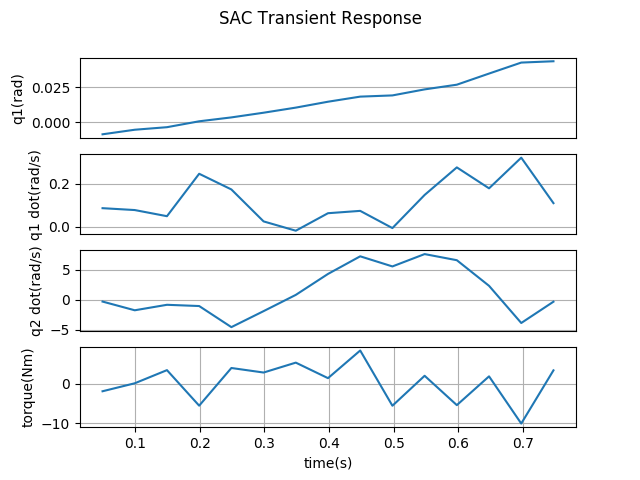 SAC Transient Response
q1(rad)
0.025
0.000
q1 dot(rad/s)
0.2
0.0
q2 dot(rad/s)
5
0
−5
torque(Nm)
0
−10
0.1 0.2 0.3 0.4 0.5 0.6 0.7
time(s)